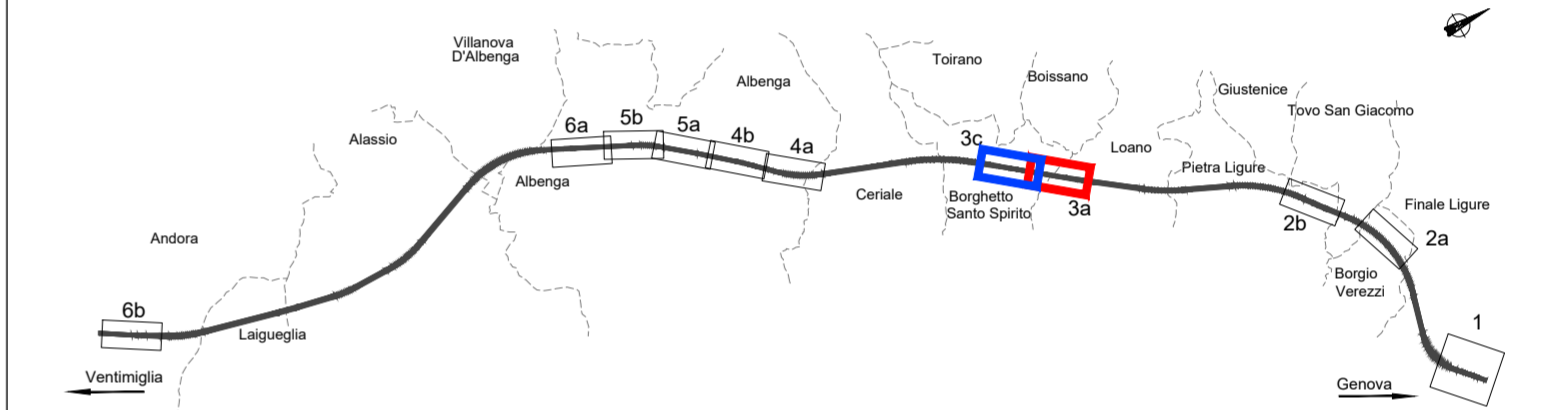 Villanova
D'Albenga
Toirano
Boissano
Albenga
Giustenice
Tovo San Giacomo
Alassio
6a
5b
5a
4b
4a
3c
Loano
Pietra Ligure
Albenga
Ceriale
Borghetto
Santo Spirito
3a
2b
Finale Ligure
2a
Andora
Borgio
Verezzi
6b
Laigueglia
1
Ventimiglia
Genova